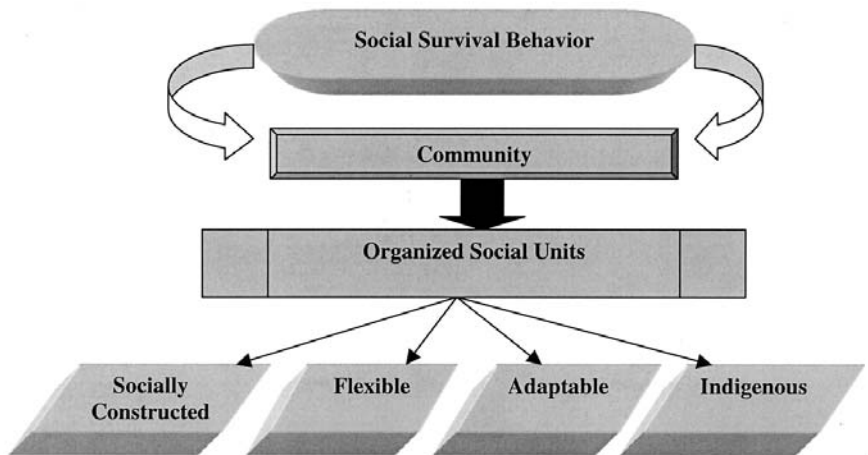 Social Survival Behavior
Community
Organized Social Units
Socially
Constructed
Flexible
Adaptable
Indigenous